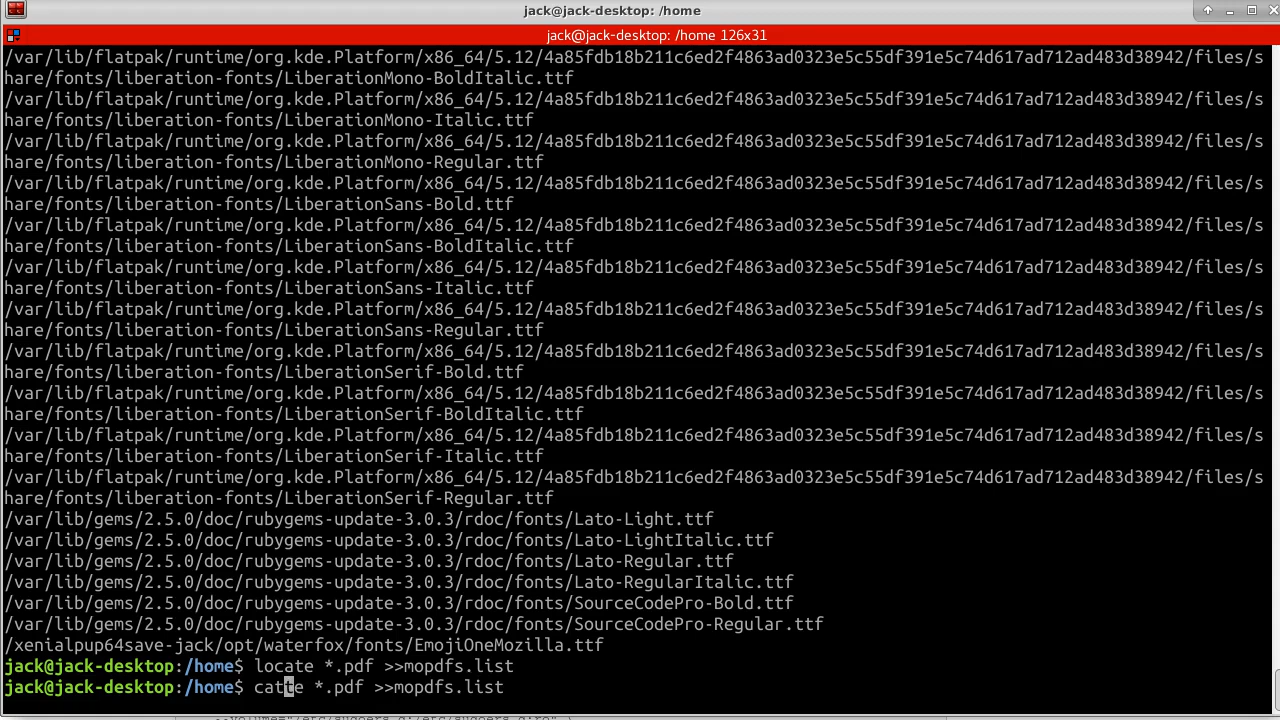 jack@jack-desktop: /home
jack@jack-desktop: /home 126x31
/var/lib/flatpak/runtime/org.kde.Platform/x86_64/5.12/4a85fdb18b211c6ed2f4863ad0323e5c55df391e5c74d617ad712ad483d38942/files/s
hare/fonts/liberation-fonts/LiberationMono-BoldItalic.ttf
/var/lib/flatpak/runtime/org.kde.Platform/x86_64/5.12/4a85fdb18b211c6ed2f4863ad0323e5c55df391e5c74d617ad712ad483d38942/files/s
hare/fonts/liberation-fonts/LiberationMono-Italic.ttf
/var/lib/flatpak/runtime/org.kde.Platform/x86_64/5.12/4a85fdb18b211c6ed2f4863ad0323e5c55df391e5c74d617ad712ad483d38942/files/s
hare/fonts/liberation-fonts/LiberationMono-Regular.ttf
/var/lib/flatpak/runtime/org.kde.Platform/x86_64/5.12/4a85fdb18b211c6ed2f4863ad0323e5c55df391e5c74d617ad712ad483d38942/files/s
hare/fonts/liberation-fonts/LiberationSans-Bold.ttf
/var/lib/flatpak/runtime/org.kde.Platform/x86_64/5.12/4a85fdb18b211c6ed2f4863ad0323e5c55df391e5c74d617ad712ad483d38942/files/s
hare/fonts/liberation-fonts/LiberationSans-BoldItalic.ttf
/var/lib/flatpak/runtime/org.kde.Platform/x86_64/5.12/4a85fdb18b211c6ed2f4863ad0323e5c55df391e5c74d617ad712ad483d38942/files/s
hare/fonts/liberation-fonts/LiberationSans-Italic.ttf
/var/lib/flatpak/runtime/org.kde.Platform/x86_64/5.12/4a85fdb18b211c6ed2f4863ad0323e5c55df391e5c74d617ad712ad483d38942/files/s
hare/fonts/liberation-fonts/LiberationSans-Regular.ttf
/var/lib/flatpak/runtime/org.kde.Platform/x86_64/5.12/4a85fdb18b211c6ed2f4863ad0323e5c55df391e5c74d617ad712ad483d38942/files/s
hare/fonts/liberation-fonts/LiberationSerif-Bold.ttf
/var/lib/flatpak/runtime/org.kde.Platform/x86_64/5.12/4a85fdb18b211c6ed2f4863ad0323e5c55df391e5c74d617ad712ad483d38942/files/s
hare/fonts/liberation-fonts/LiberationSerif-BoldItalic.ttf
/var/lib/flatpak/runtime/org.kde.Platform/x86_64/5.12/4a85fdb18b211c6ed2f4863ad0323e5c55df391e5c74d617ad712ad483d38942/files/s
hare/fonts/liberation-fonts/LiberationSerif-Italic.ttf
/var/lib/flatpak/runtime/org.kde.Platform/x86_64/5.12/4a85fdb18b211c6ed2f4863ad0323e5c55df391e5c74d617ad712ad483d38942/files/s
hare/fonts/liberation-fonts/LiberationSerif-Regular.ttf
/var/lib/gems/2.5.0/doc/rubygems-update-3.0.3/rdoc/fonts/Lato-Light.ttf
/var/lib/gems/2.5.0/doc/rubygems-update-3.0.3/rdoc/fonts/Lato-LightItalic.ttf
/var/lib/gems/2.5.0/doc/rubygems-update-3.0.3/rdoc/fonts/Lato-Regular.ttf
/var/lib/gems/2.5.0/doc/rubygems-update-3.0.3/rdoc/fonts/Lato-RegularItalic.ttf
/var/lib/gems/2.5.0/doc/rubygems-update-3.0.3/rdoc/fonts/SourceCodePro-Bold.ttf
/var/lib/gems/2.5.0/doc/rubygems-update-3.0.3/rdoc/fonts/SourceCodePro-Regular.ttf
/xenialpup64save-jack/opt/waterfox/fonts/EmojiOneMozilla.ttf
jack@jack-desktop:/home$ locate *.pdf >>mopdfs.list
jack@jack-desktop:/home$ catte *.pdf >>mopdfs.list